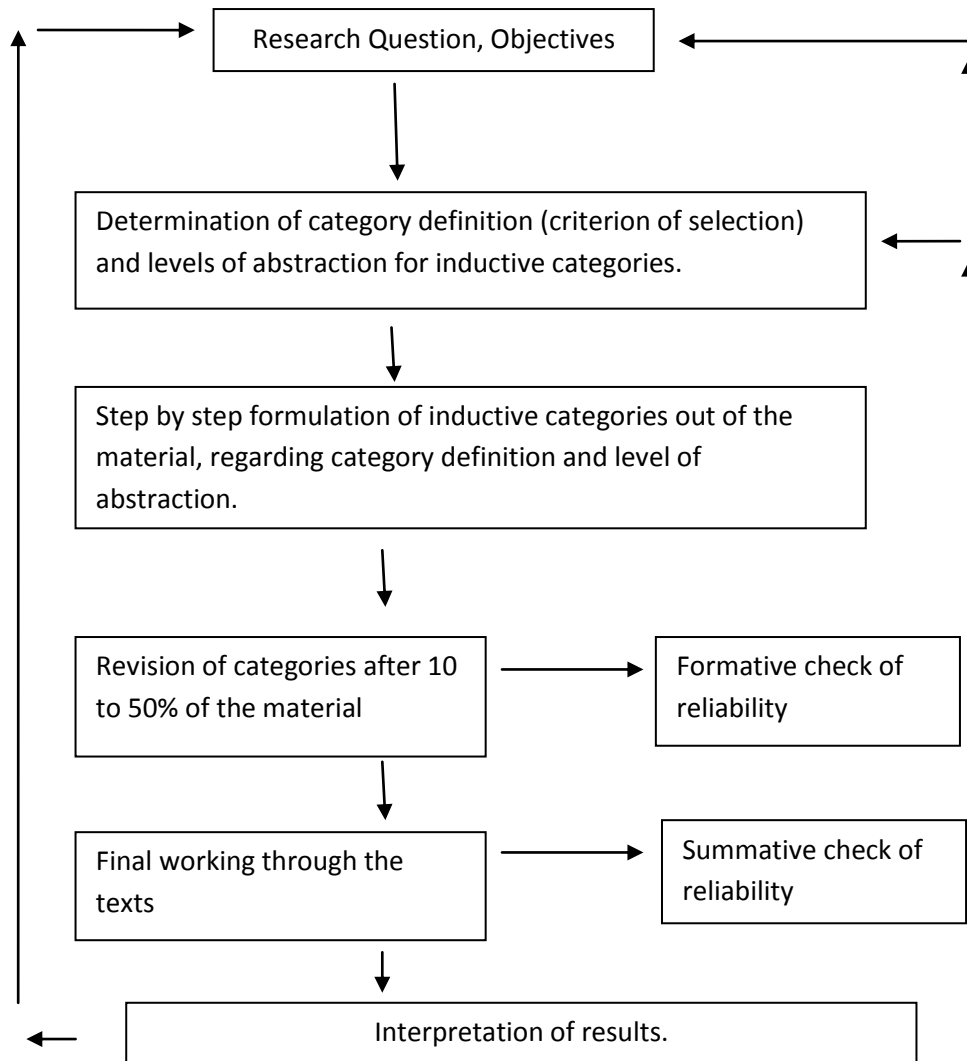 Research Question, Objectives
Determination of category definition (criterion of selection)
and levels of abstraction for inductive categories.
Step by step formulation of inductive categories out of the
material, regarding category definition and level of
abstraction.
Revision of categories after 10
to 50% of the material
Formative check of
reliability
Final working through the
texts
Summative check of
reliability
Interpretation of results.